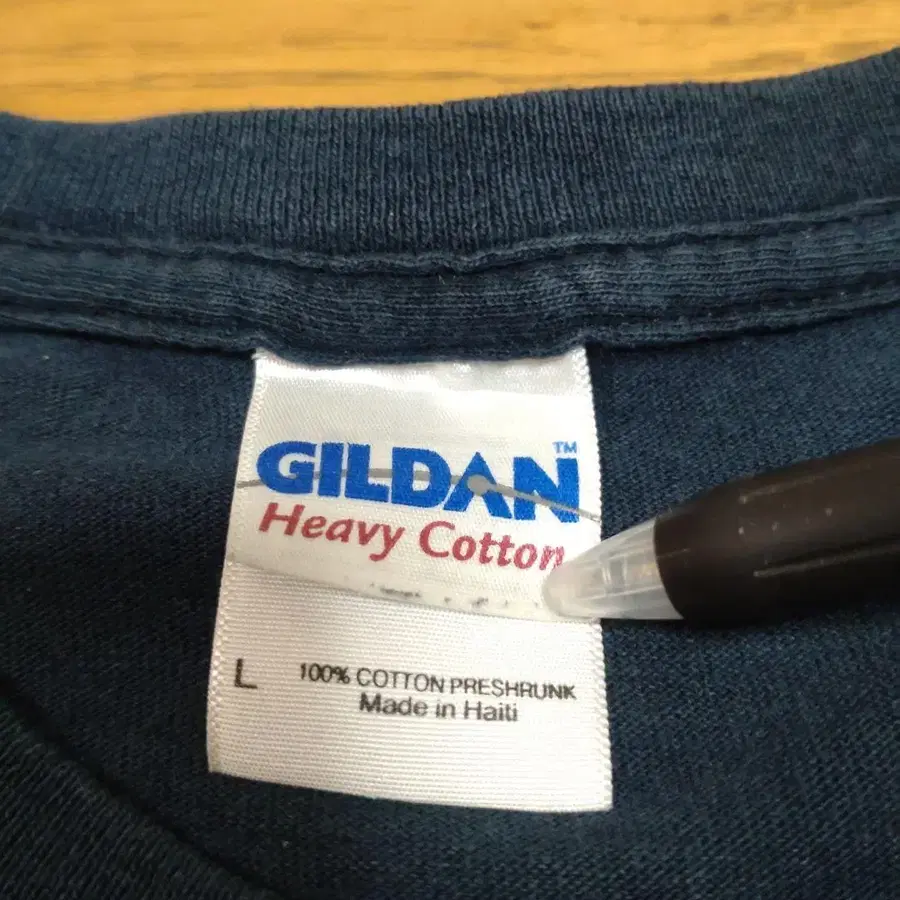 GILDAN™
Heavy Cotton
L 100% COTTON PRESHRUNK
Made in Haiti